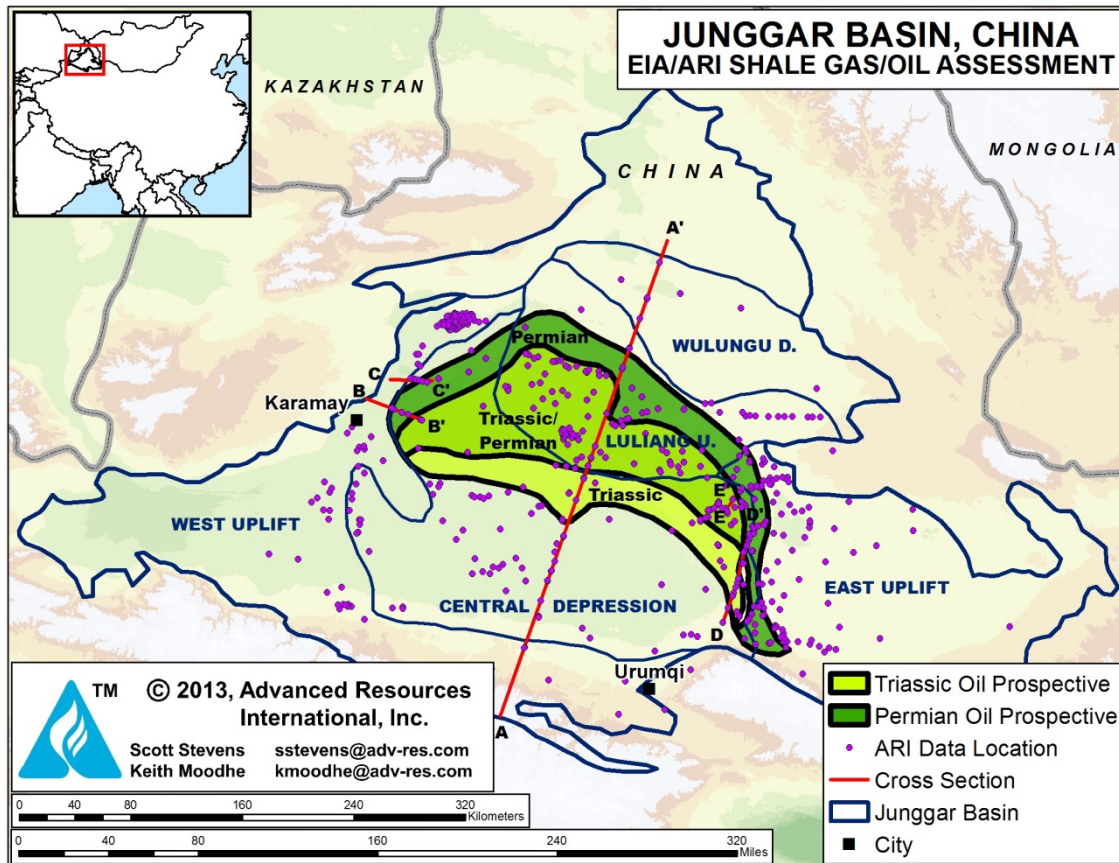 JUNGGAR BASIN, CHINA
EIA/ARI SHALE GAS/OIL ASSESSMENT
KAZAKHSTAN
MONGOLIA
CHINA
A'
WULUNGU D.
Permian
C
C'
B
B'
Karamay
Triassic/
Permian
LULIANG U.
Triassic
E'
E
D'
WEST UPLIFT
EAST UPLIFT
CENTRAL DEPRESSION
D
Urumqi
A
TM
© 2013, Advanced Resources
International, Inc.
Scott Stevens sstevens@adv-res.com
Keith Moodhe kmoodhe@adv-res.com
0 40 80 160 240 320
Kilometers
0 40 80 160 240 320
Miles
Triassic Oil Prospective
Permian Oil Prospective
ARI Data Location
Cross Section
Junggar Basin
City